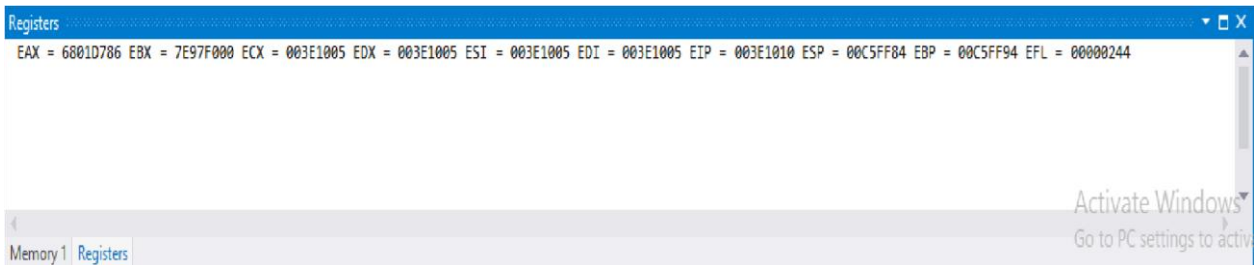 Registers
EAX = 6801D786 EBX = 7E97F000 ECX = 003E1005 EDX = 003E1005 ESI = 003E1005 EDI = 003E1005 EIP = 003E1010 ESP = 00C5FF84 EBP = 00C5FF94 EFL = 00000244
Activate Windows
Go to PC settings to activ
Memory 1 Registers